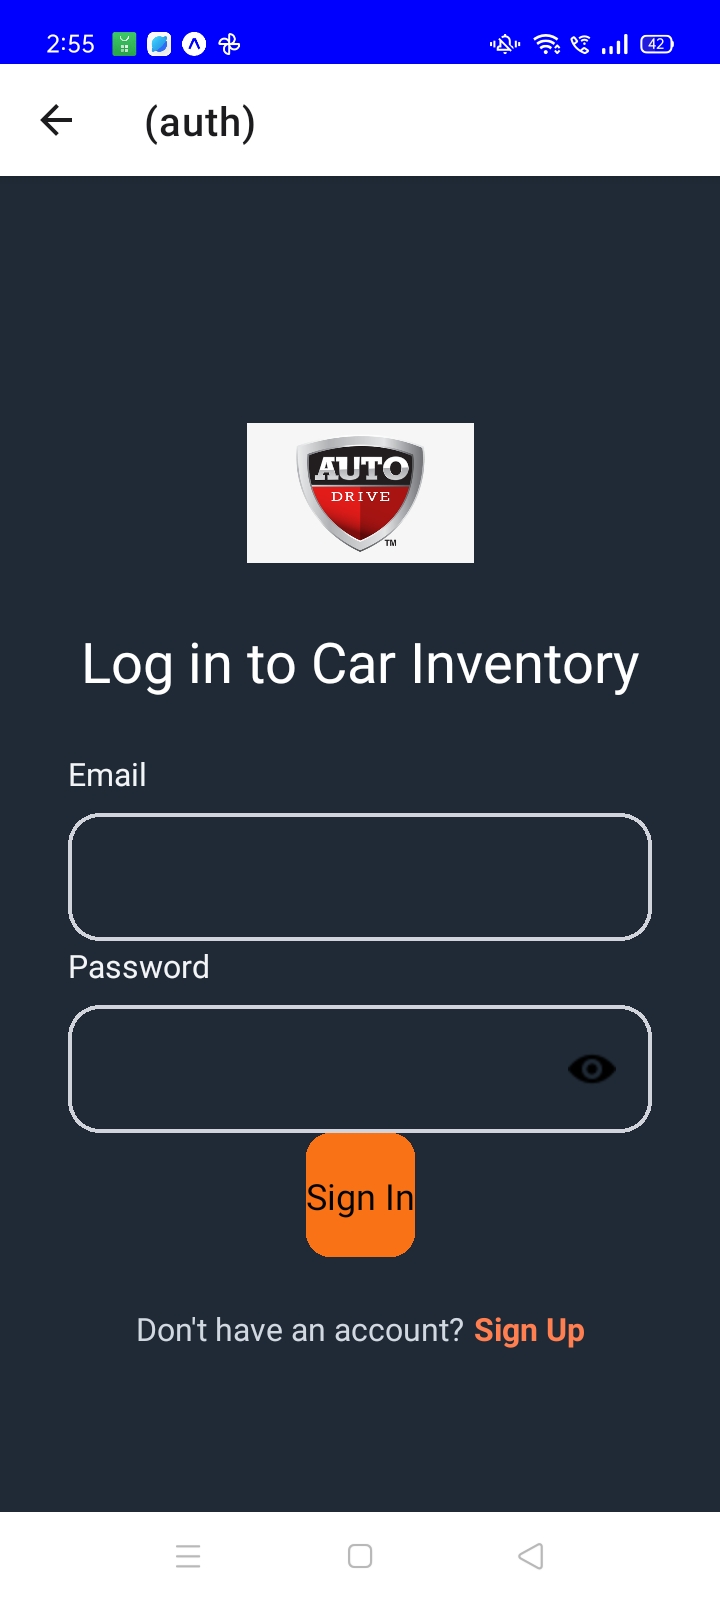 2:55
42
(auth)
AUTO
DRIVE
TM
Log in to Car Inventory
Email
Password
Sign In
Don't have an account? Sign Up